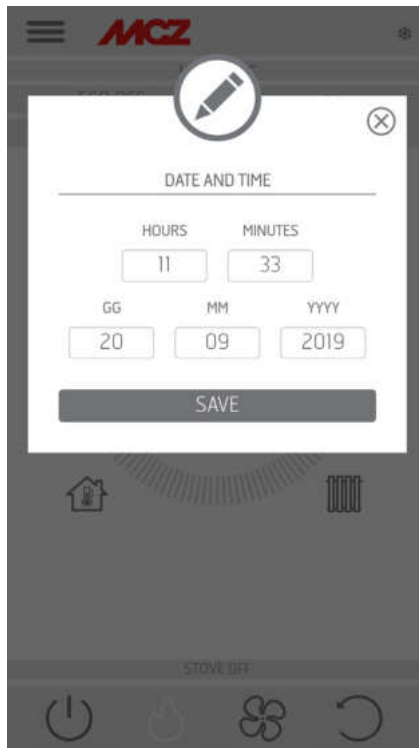 MCZ
DATE AND TIME
HOURS MINUTES
11 33
GG MM YYYY
20 09 2019
SAVE
STOVE OFF